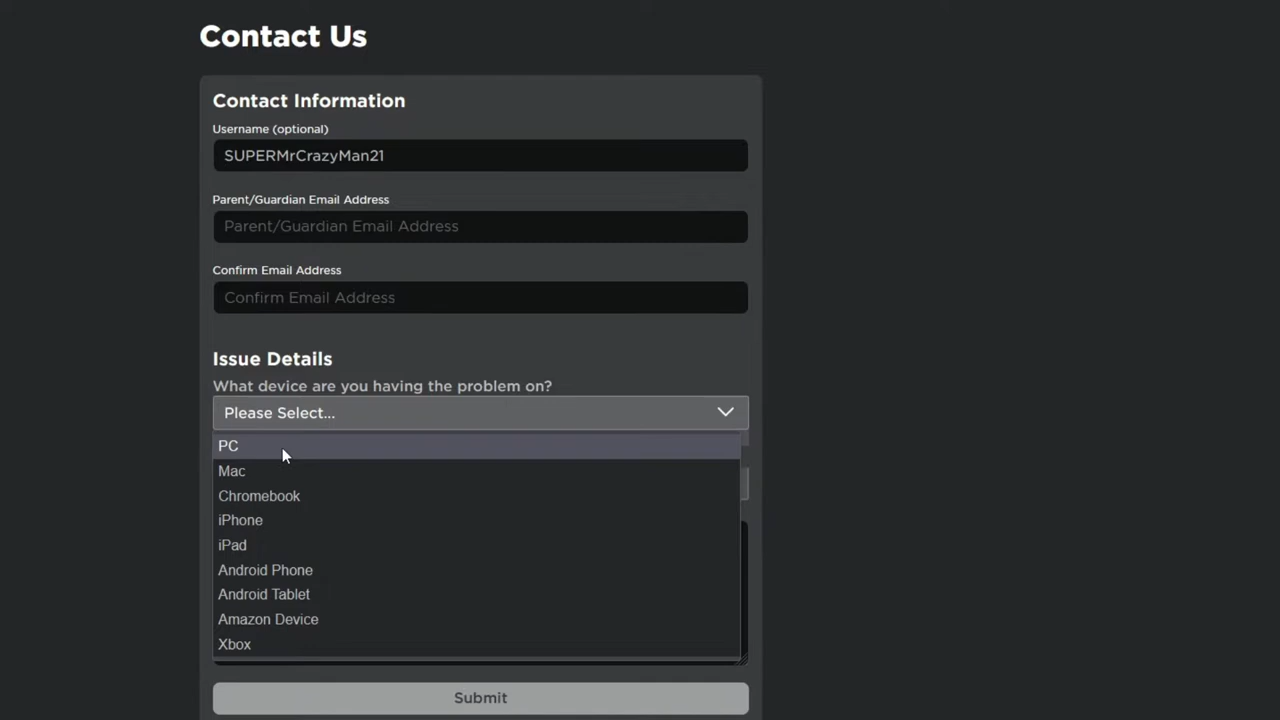 Contact Us
Contact Information
Username (optional)
SUPERMrCrazyMan21
Parent/Guardian Email Address
Parent/Guardian Email Address
Confirm Email Address
Confirm Email Address
Issue Details
What device are you having the problem on?
Please Select...
PC
Mac
Chromebook
iPhone
iPad
Android Phone
Android Tablet
Amazon Device
Xbox
Submit